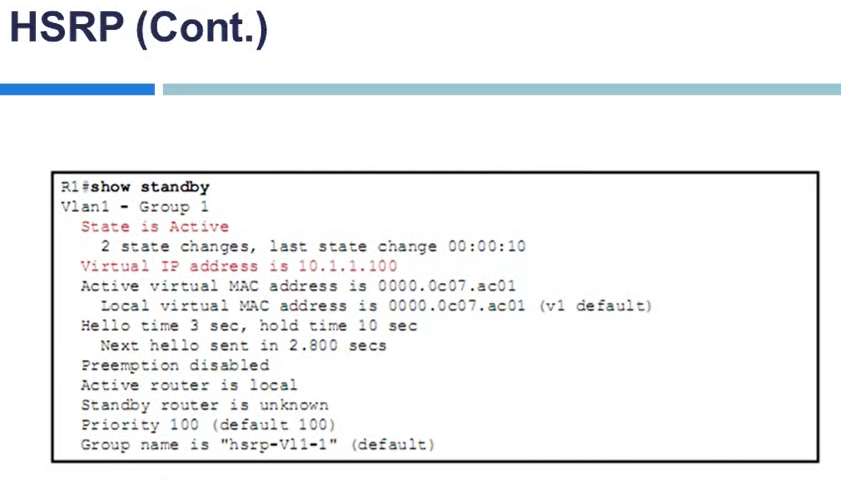 HSRP (Cont.)
R1#show standby
Vlan1 - Group 1
State is Active
2 state changes, last state change 00:00:10
Virtual IP address is 10.1.1.100
Active virtual MAC address is 0000.0c07.ac01
Local virtual MAC address is 0000.0c07.ac01 (v1 default)
Hello time 3 sec, hold time 10 sec
Next hello sent in 2.800 secs
Preemption disabled
Active router is local
Standby router is unknown
Priority 100 (default 100)
Group name is "hsrp-Vl1-1" (default)